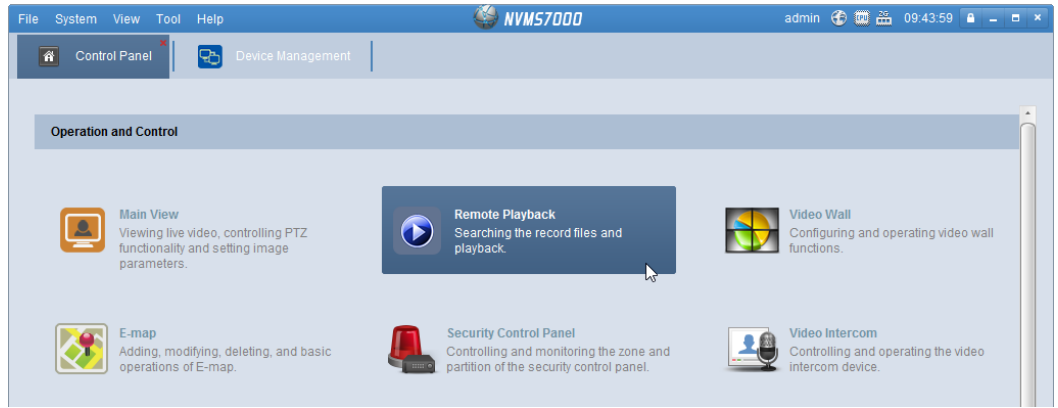 File System View Tool Help NVMS7000 admin CPU 2G 09:43:59
Control Panel Device Management
Operation and Control
Main View
Viewing live video, controlling PTZ
functionality and setting image
parameters.
Remote Playback
Searching the record files and
playback.
Video Wall
Configuring and operating video wall
functions.
E-map
Adding, modifying, deleting, and basic
operations of E-map.
Security Control Panel
Controlling and monitoring the zone and
partition of the security control panel.
Video Intercom
Controlling and operating the video
intercom device.